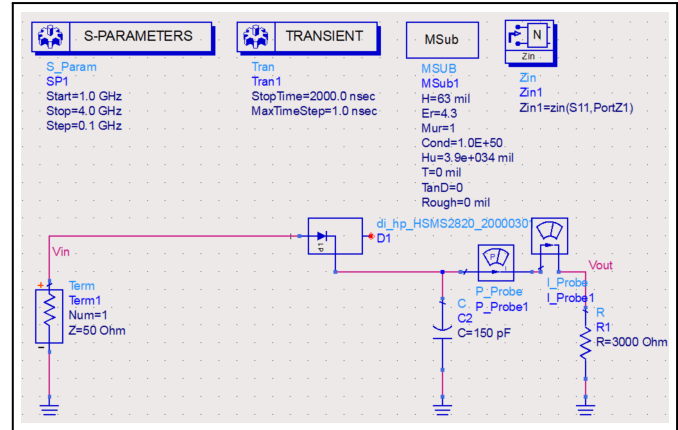 S-PARAMETERS
S_Param
SP1
Start=1.0 GHz
Stop=4.0 GHz
Step=0.1 GHz
TRANSIENT
Tran
Tran1
StopTime=2000.0 nsec
MaxTimeStep=1.0 nsec
MSub
MSUB
MSub1
H=63 mil
Er=4.3
Mur=1
Cond=1.0E+50
Hu=3.9e+034 mil
T=0 mil
TanD=0
Rough=0 mil
N
Zin
Zin
Zin1
Zin1=zin(S11,PortZ1)
Vin
+
Term
Term1
Num=1
Z=50 Ohm
-
d1
di_hp_HSMS2820_2000030
D1
C
C2
C=150 pF
P
P_Probe
P_Probe1
I_Probe
I_Probe1
Vout
R
R1
R=3000 Ohm